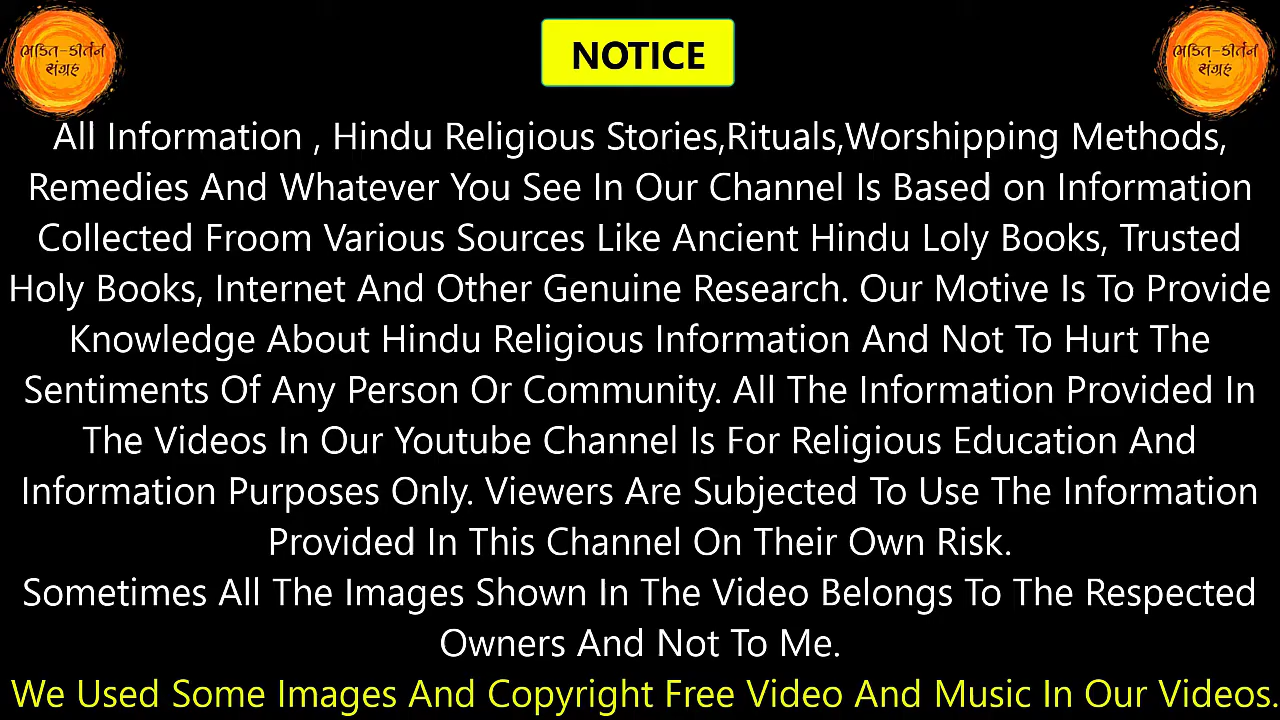 ભક્તિ-કીર્તન
સંગ્રહ
NOTICE
ભક્તિ-કીર્તન
સંગ્રહ
All Information , Hindu Religious Stories,Rituals,Worshipping Methods,
Remedies And Whatever You See In Our Channel Is Based on Information
Collected Froom Various Sources Like Ancient Hindu Loly Books, Trusted
Holy Books, Internet And Other Genuine Research. Our Motive Is To Provide
Knowledge About Hindu Religious Information And Not To Hurt The
Sentiments Of Any Person Or Community. All The Information Provided In
The Videos In Our Youtube Channel Is For Religious Education And
Information Purposes Only. Viewers Are Subjected To Use The Information
Provided In This Channel On Their Own Risk.
Sometimes All The Images Shown In The Video Belongs To The Respected
Owners And Not To Me.
We Used Some Images And Copyright Free Video And Music In Our Videos.